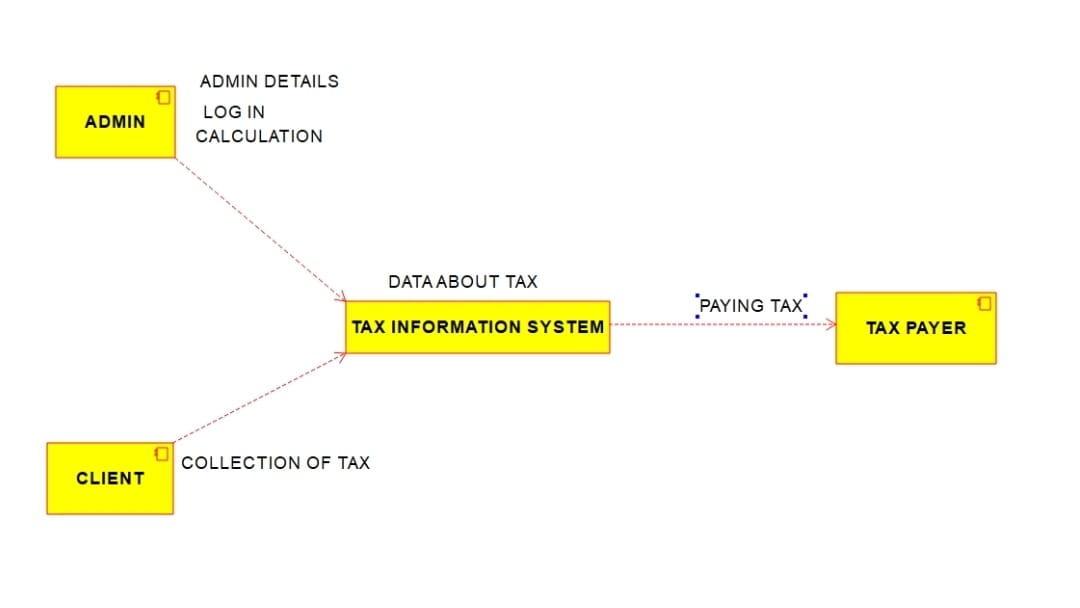 ADMIN DETAILS
LOG IN
ADMIN
CALCULATION
DATA ABOUT TAX
PAYING TAX
TAX INFORMATION SYSTEM
TAX PAYER
COLLECTION OF TAX
CLIENT